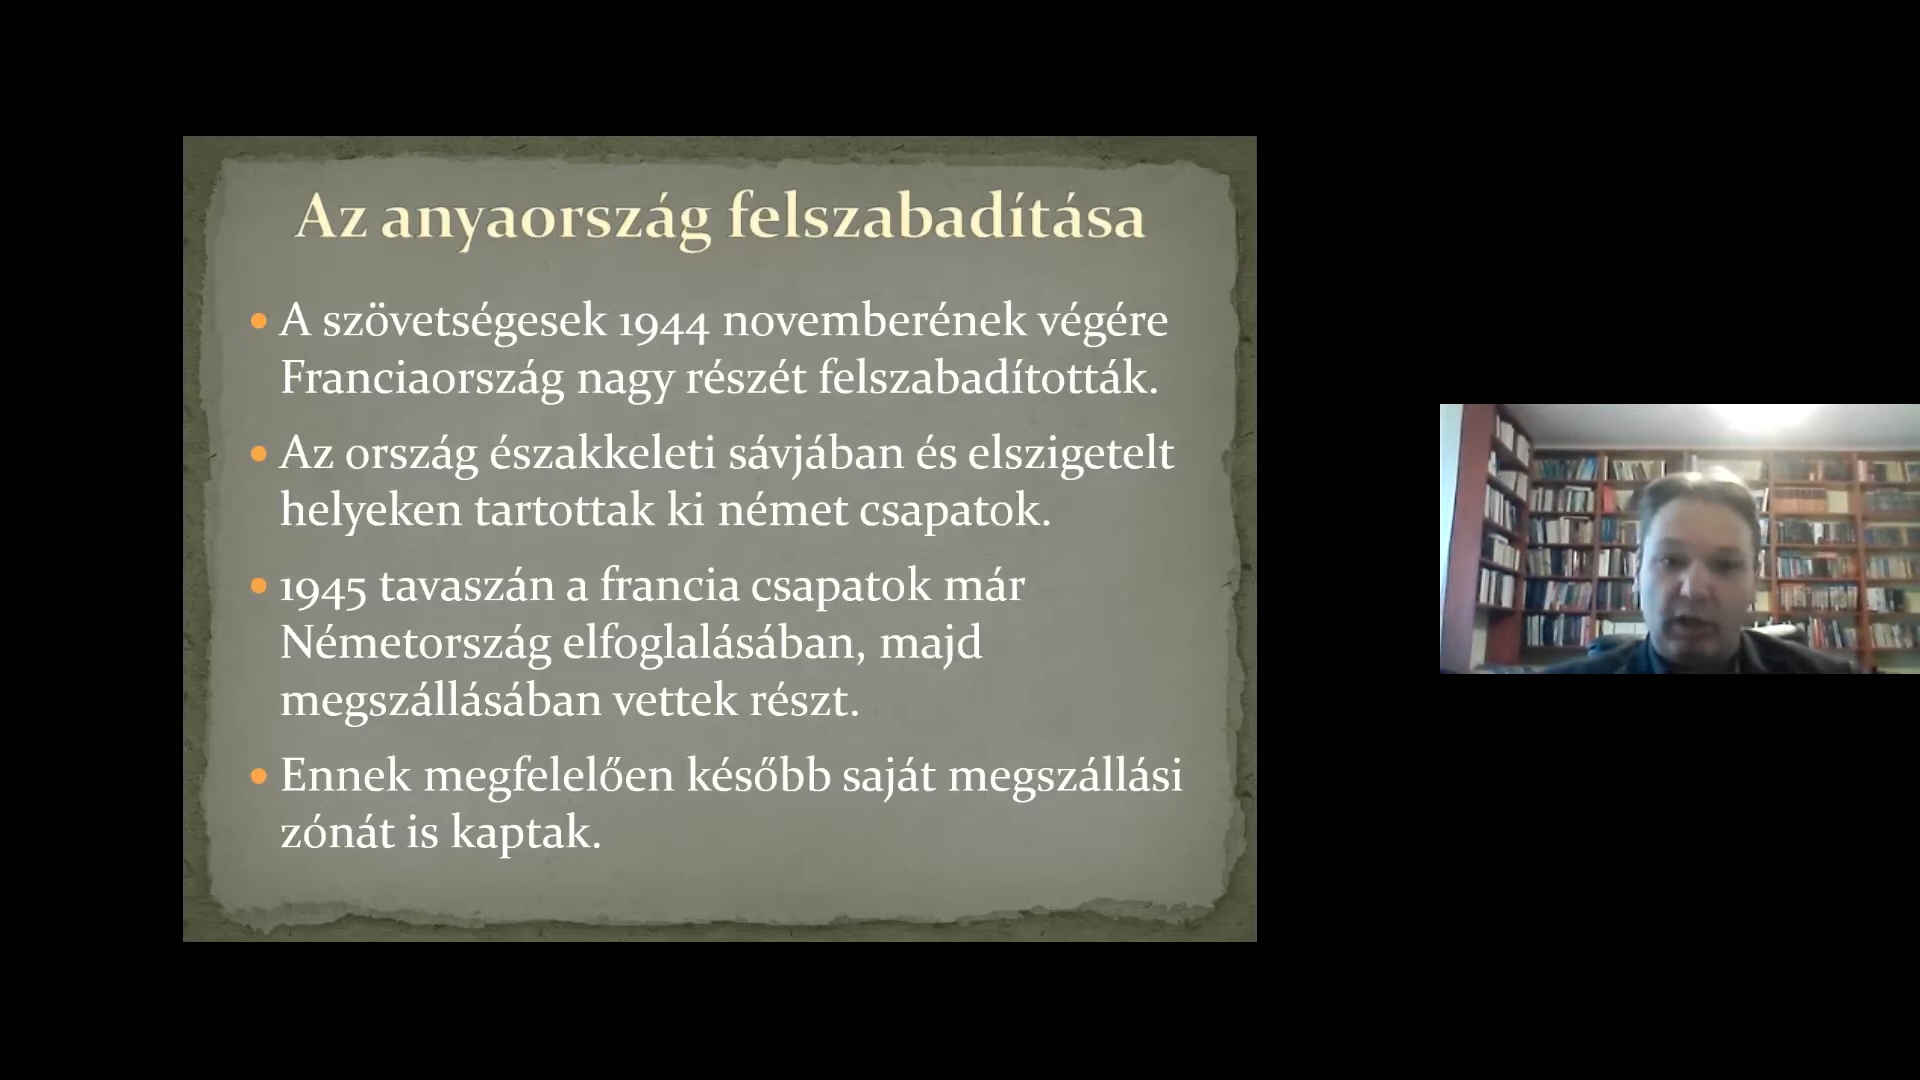 Az anyaország felszabadítása
• A szövetségesek 1944 novemberének végére
Franciaország nagy részét felszabadították.
• Az ország északkeleti sávjában és elszigetelt
helyeken tartottak ki német csapatok.
• 1945 tavaszán a francia csapatok már
Németország elfoglalásában, majd
megszállásában vettek részt.
• Ennek megfelelően később saját megszállási
zónát is kaptak.